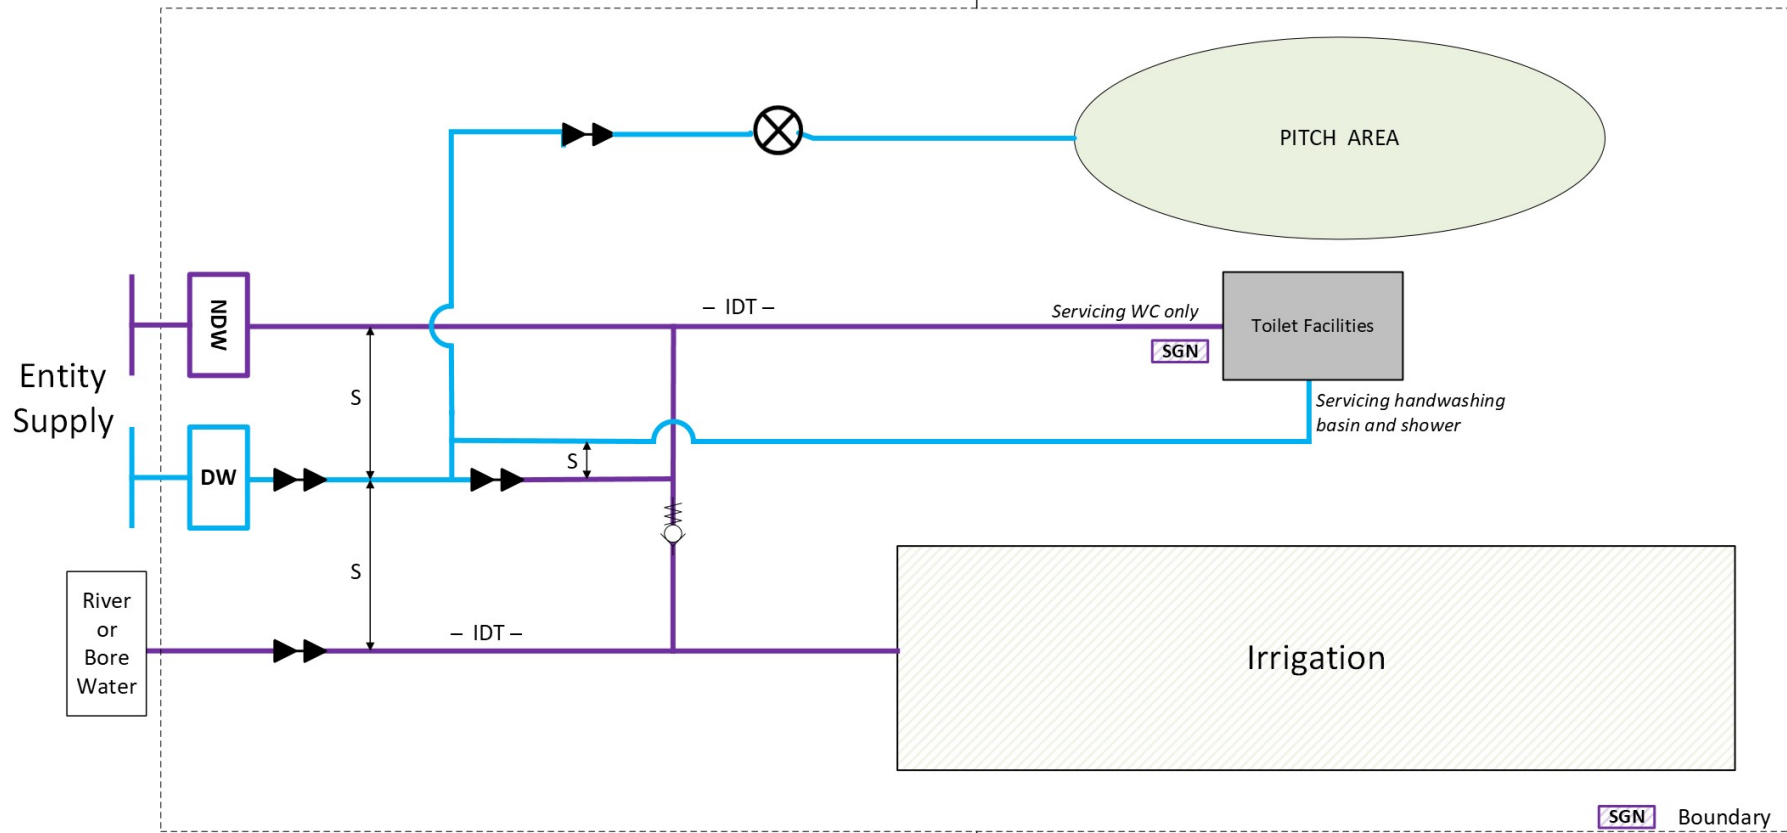 PITCH AREA
– IDT –
Servicing WC only
NDW
Toilet Facilities
SGN
Entity
Supply
S
Servicing handwashing
basin and shower
S
DW
S
River
or
Bore
Water
– IDT –
Irrigation
SGN Boundary